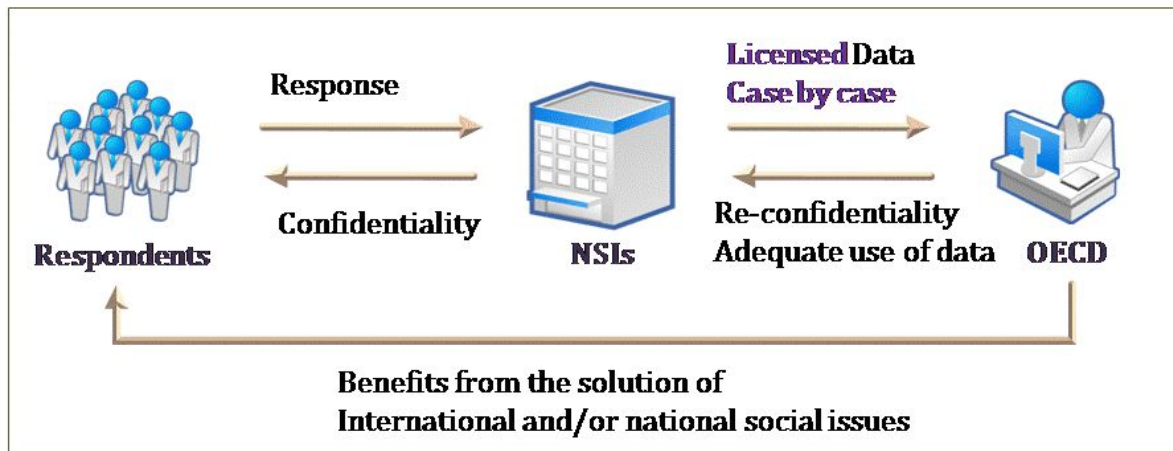 Response
Confidentiality
Respondents
NSIs
Licensed Data
Case by case
Re-confidentiality
Adequate use of data
OECD
Benefits from the solution of
International and/or national social issues